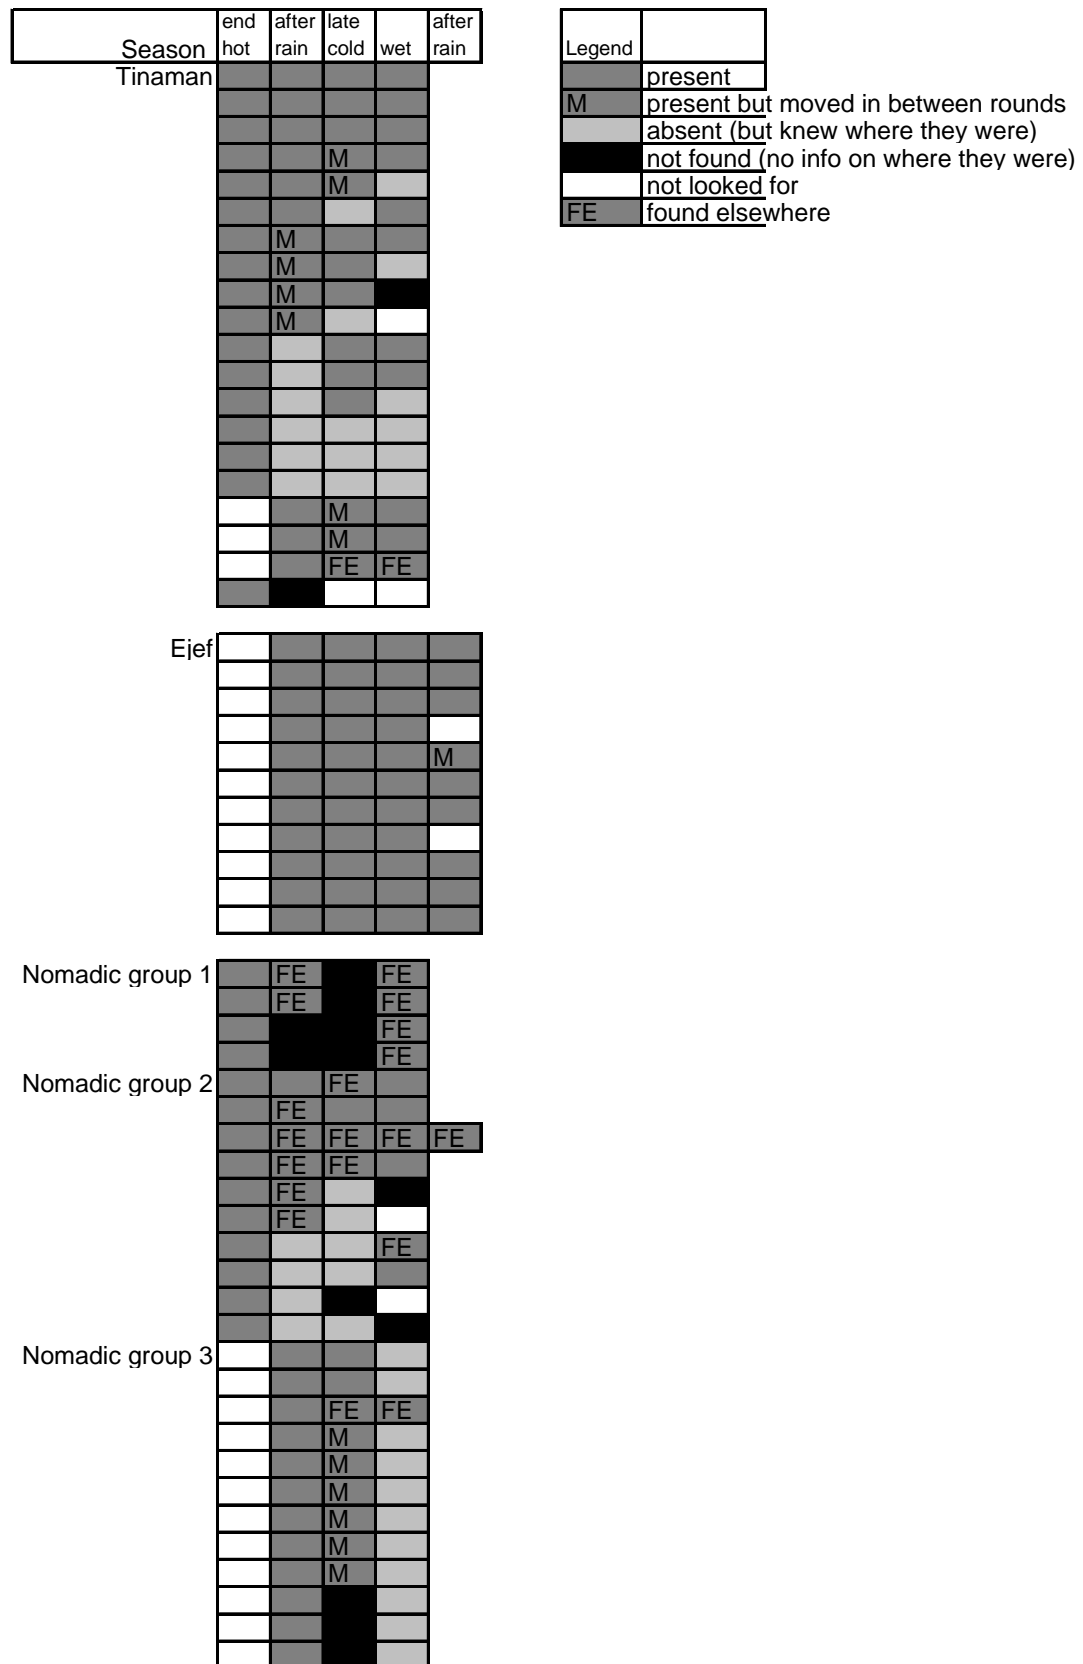 end after late after
Season hot rain cold wet rain
Legend
Tinaman
present
M present but moved in between rounds
absent (but knew where they were)
M not found (no info on where they were)
M not looked for
FE found elsewhere
M
M
M
M
M
M
FE FE
Ejef
M
Nomadic group 1 FE FE
FE FE
FE
FE
Nomadic group 2 FE
FE
FE FE FE FE
FE FE
FE
FE
FE
Nomadic group 3
FE FE
M
M
M
M
M
M